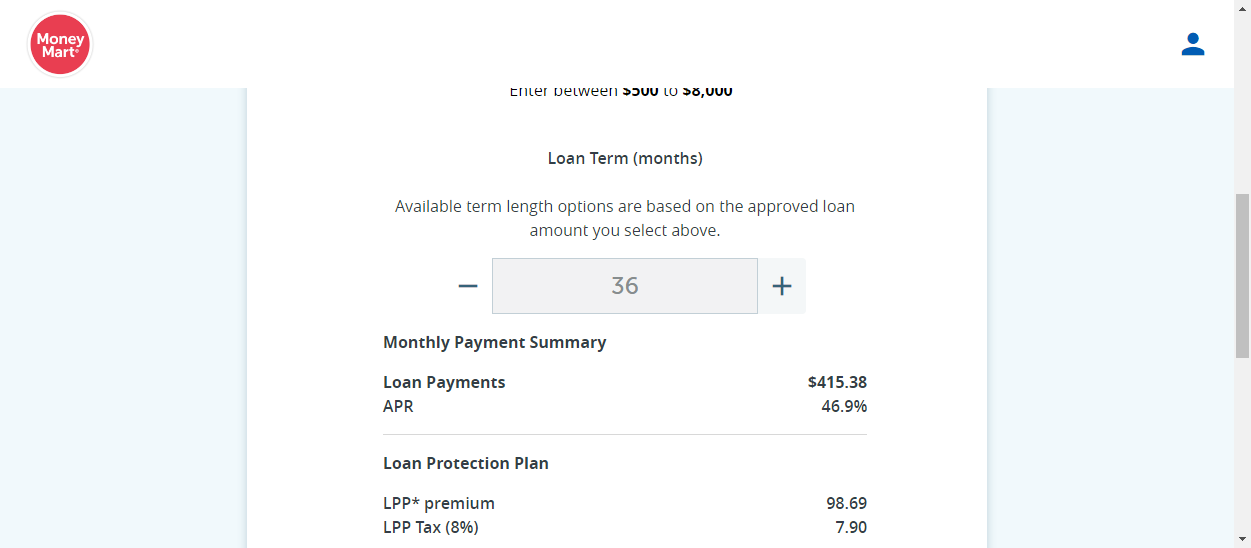 Money
Mart®
Enter between $500 to $8,000
Loan Term (months)
Available term length options are based on the approved loan
amount you select above.
36
Monthly Payment Summary
Loan Payments $415.38
APR 46.9%
Loan Protection Plan
LPP* premium 98.69
LPP Tax (8%) 7.90